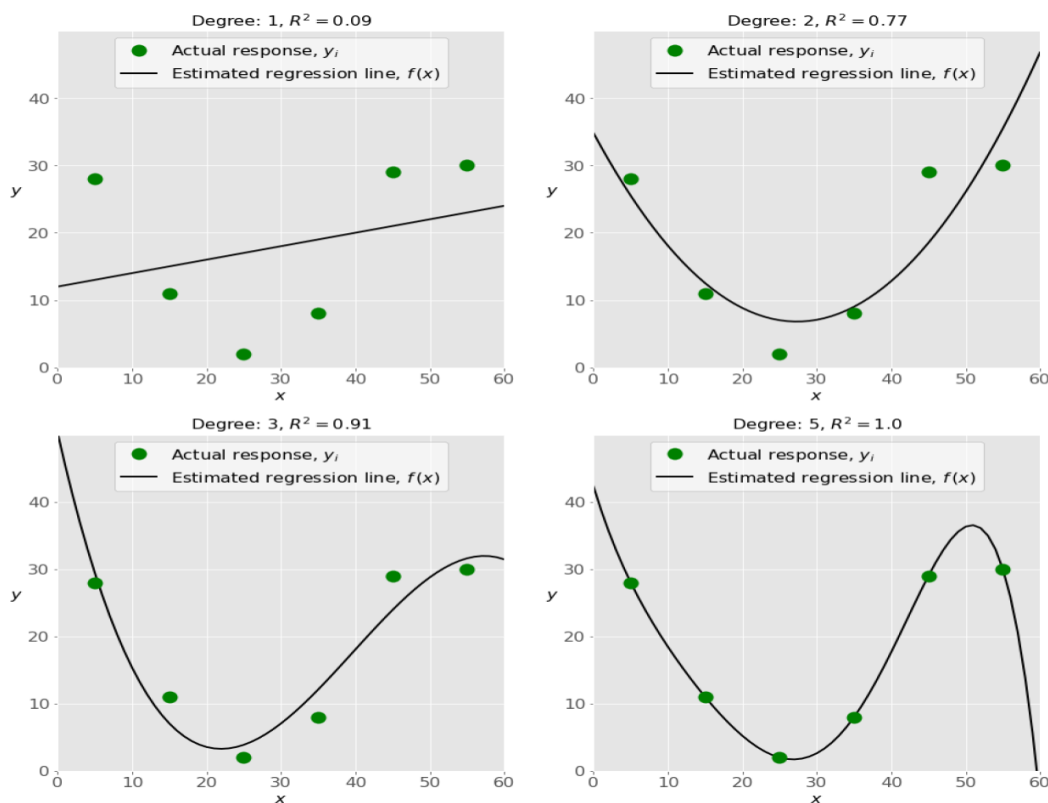 Degree: 1, R² = 0.09
Actual response, yᵢ
Estimated regression line, f(x)
40
30
y
20
10
0
0 10 20 30 40 50 60
x
Degree: 2, R² = 0.77
Actual response, yᵢ
Estimated regression line, f(x)
40
30
y
20
10
0
0 10 20 30 40 50 60
x
Degree: 3, R² = 0.91
Actual response, yᵢ
Estimated regression line, f(x)
40
30
y
20
10
0
0 10 20 30 40 50 60
x
Degree: 5, R² = 1.0
Actual response, yᵢ
Estimated regression line, f(x)
40
30
y
20
10
0
0 10 20 30 40 50 60
x